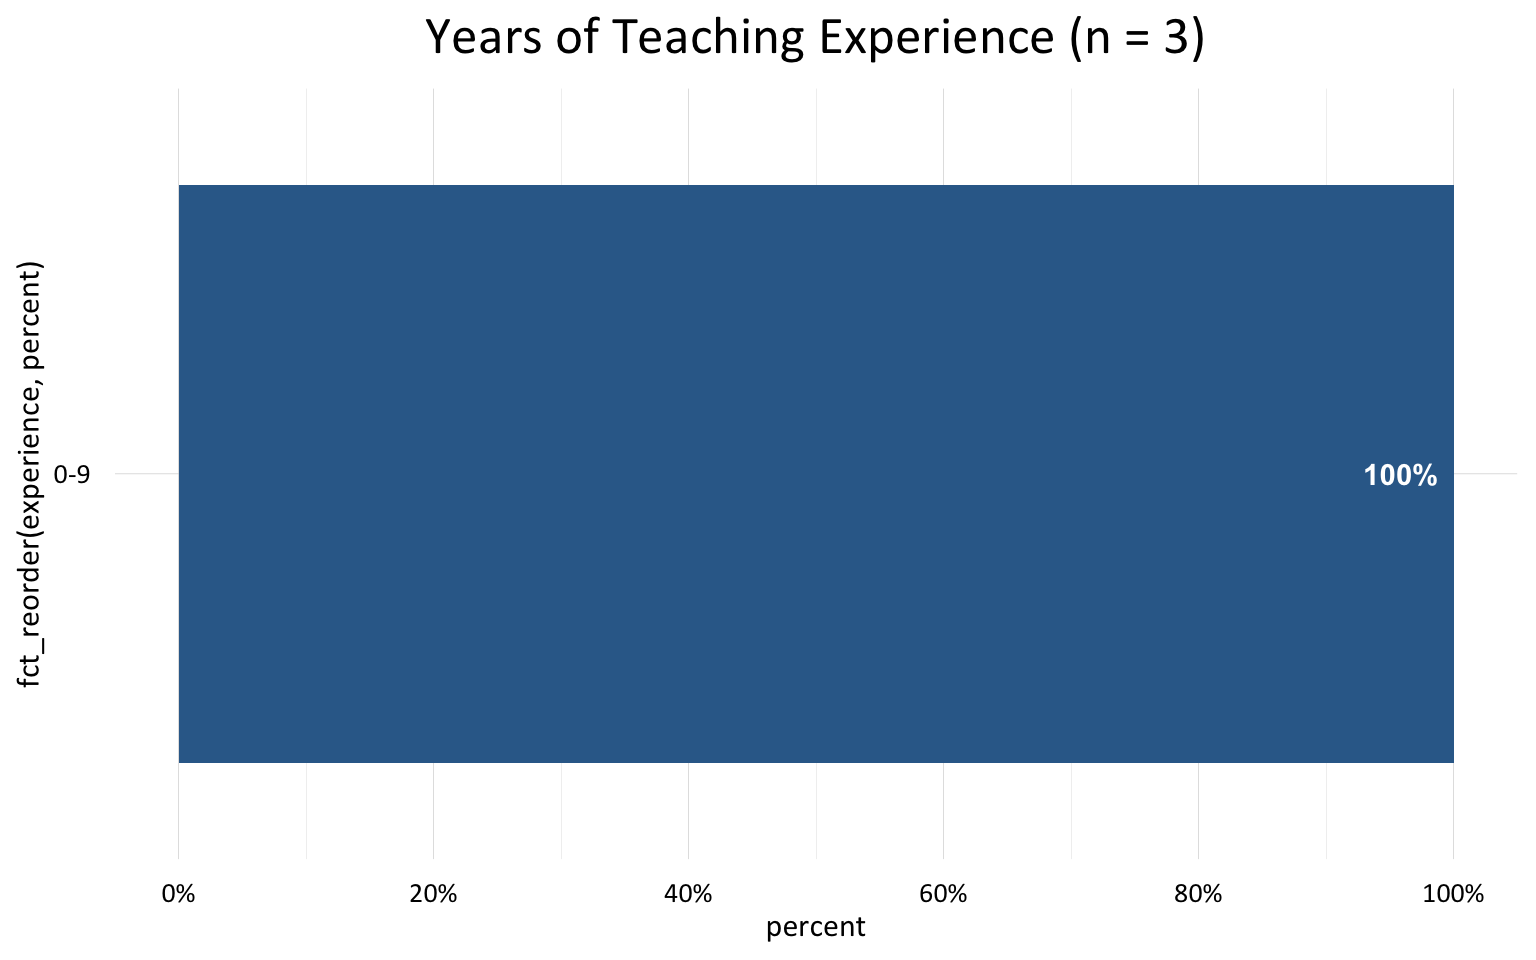 Years of Teaching Experience (n = 3)
fct_reorder(experience, percent)
0-9
100%
0% 20% 40% 60% 80% 100%
percent